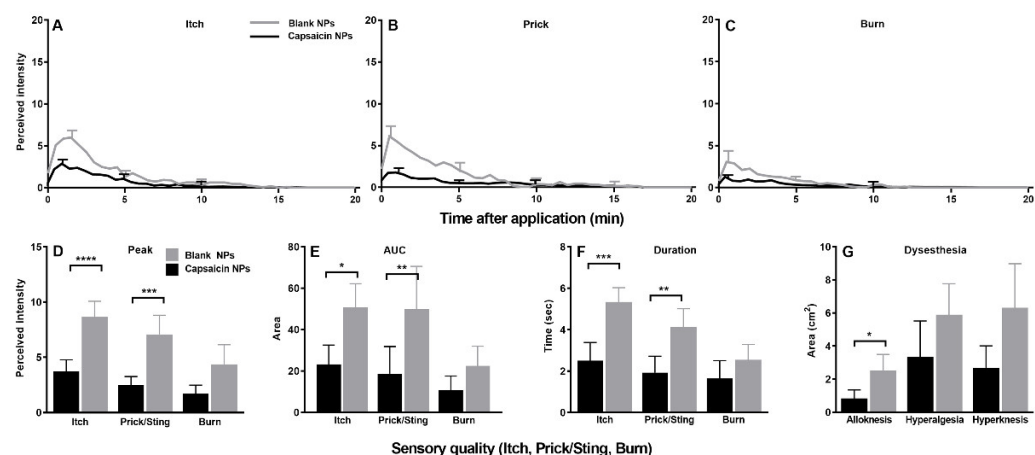 A Itch
Blank NPs
Capsaicin NPs
Perceived intensity
20
15
10
5
0
0 5 10 15 20
B Prick
20
15
10
5
0
0 5 10 15 20
C Burn
20
15
10
5
0
0 5 10 15 20
Time after application (min)
D Peak
Blank NPs
Capsaicin NPs
Perceived Intensity
15
10
5
0
****
***
Itch Prick/Sting Burn
E AUC
Area
80
60
40
20
0
*
**
Itch Prick/Sting Burn
F Duration
Time (sec)
8
6
4
2
0
***
**
Itch Prick/Sting Burn
G Dysesthesia
Area (cm²)
10
8
6
4
2
0
*
Alloknesis Hyperalgesia Hyperknesis
Sensory quality (Itch, Prick/Sting, Burn)